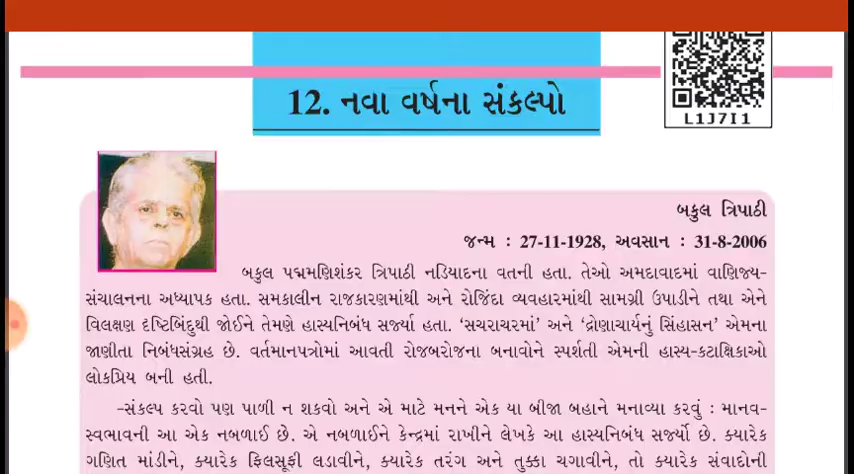 12. નવા વર્ષના સંકલ્પો
L1J7I1
બકુલ ત્રિપાઠી
જન્મ : 27-11-1928, અવસાન : 31-8-2006
બકુલ પદ્મમણિશંકર ત્રિપાઠી નડિયાદના વતની હતા. તેઓ અમદાવાદમાં વાણિજ્ય-
સંચાલનના અધ્યાપક હતા. સમકાલીન રાજકારણમાંથી અને રોજિંદા વ્યવહારમાંથી સામગ્રી ઉપાડીને તથા એને
વિલક્ષણ દૃષ્ટિબિંદુથી જોઈને તેમણે હાસ્યનિબંધ સર્જ્યા હતા. ‘સચરાચરમાં’ અને ‘દ્રોણાચાર્યનું સિંહાસન’ એમના
જાણીતા નિબંધસંગ્રહ છે. વર્તમાનપત્રોમાં આવતી રોજબરોજના બનાવોને સ્પર્શતી એમની હાસ્ય-કટાક્ષિકાઓ
લોકપ્રિય બની હતી.
-સંકલ્પ કરવો પણ પાળી ન શકવો અને એ માટે મનને એક યા બીજા બહાને મનાવ્યા કરવું : માનવ-
સ્વભાવની આ એક નબળાઈ છે. એ નબળાઈને કેન્દ્રમાં રાખીને લેખકે આ હાસ્યનિબંધ સર્જ્યો છે. ક્યારેક
ગણિત માંડીને, ક્યારેક ફિલસૂફી લડાવીને, ક્યારેક તરંગ અને તુક્કા ચગાવીને, તો ક્યારેક સંવાદોની